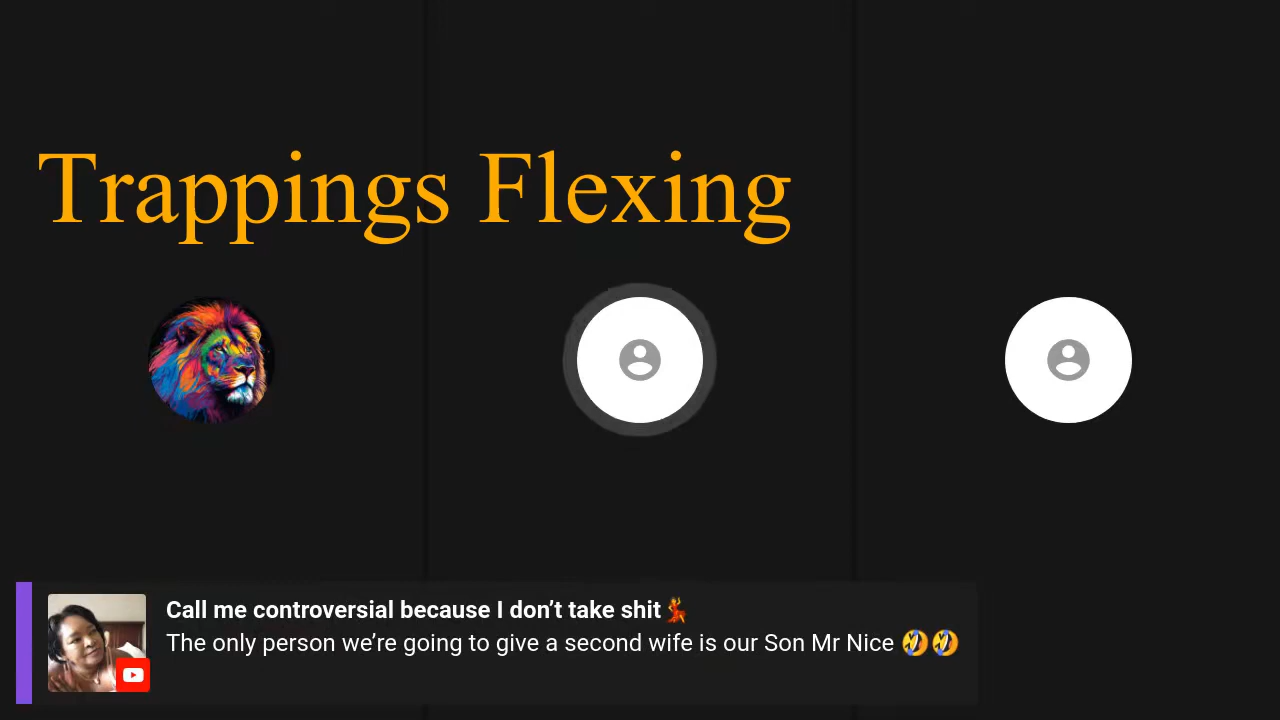 Trappings Flexing
Call me controversial because I don’t take shit💃
The only person we’re going to give a second wife is our Son Mr Nice 🤣🤣